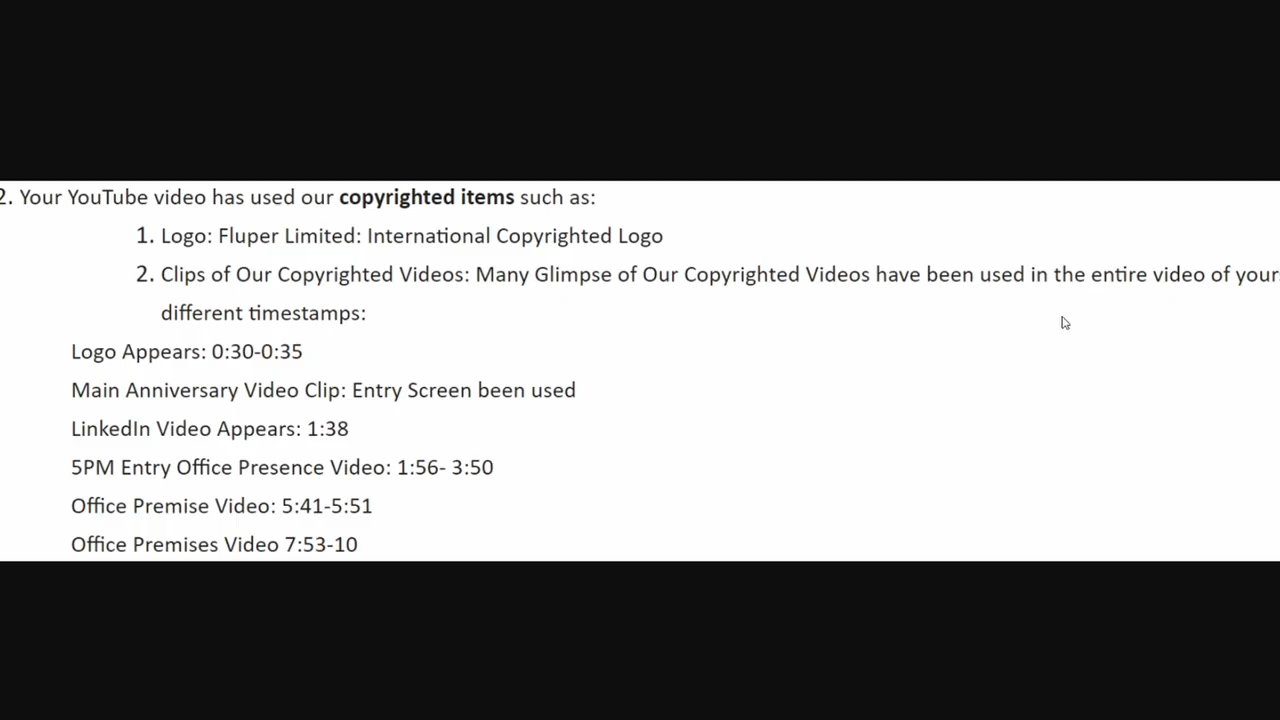 2. Your YouTube video has used our copyrighted items such as:
1. Logo: Fluper Limited: International Copyrighted Logo
2. Clips of Our Copyrighted Videos: Many Glimpse of Our Copyrighted Videos have been used in the entire video of
different timestamps:
Logo Appears: 0:30-0:35
Main Anniversary Video Clip: Entry Screen been used
LinkedIn Video Appears: 1:38
5PM Entry Office Presence Video: 1:56- 3:50
Office Premise Video: 5:41-5:51
Office Premises Video 7:53-10